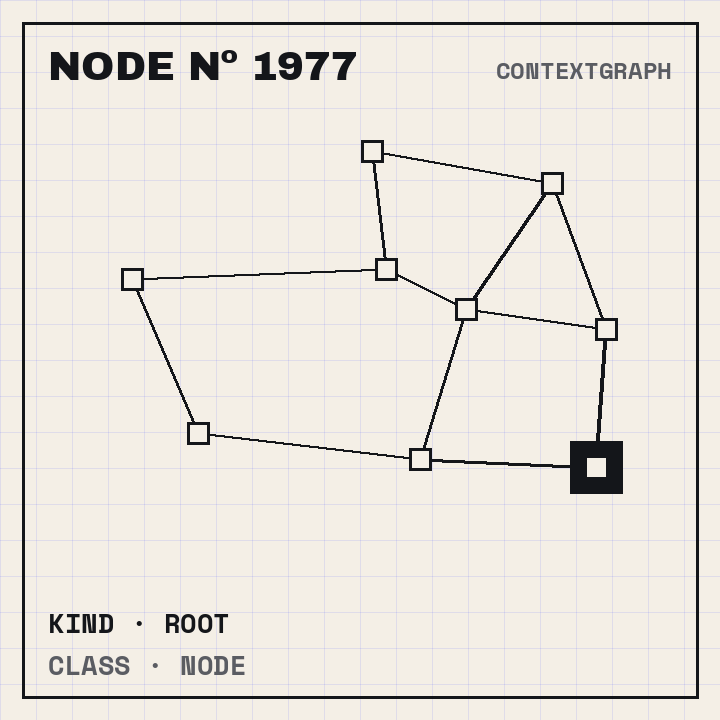 NODE Nº 1977
CONTEXTGRAPH
KIND · ROOT
CLASS · NODE